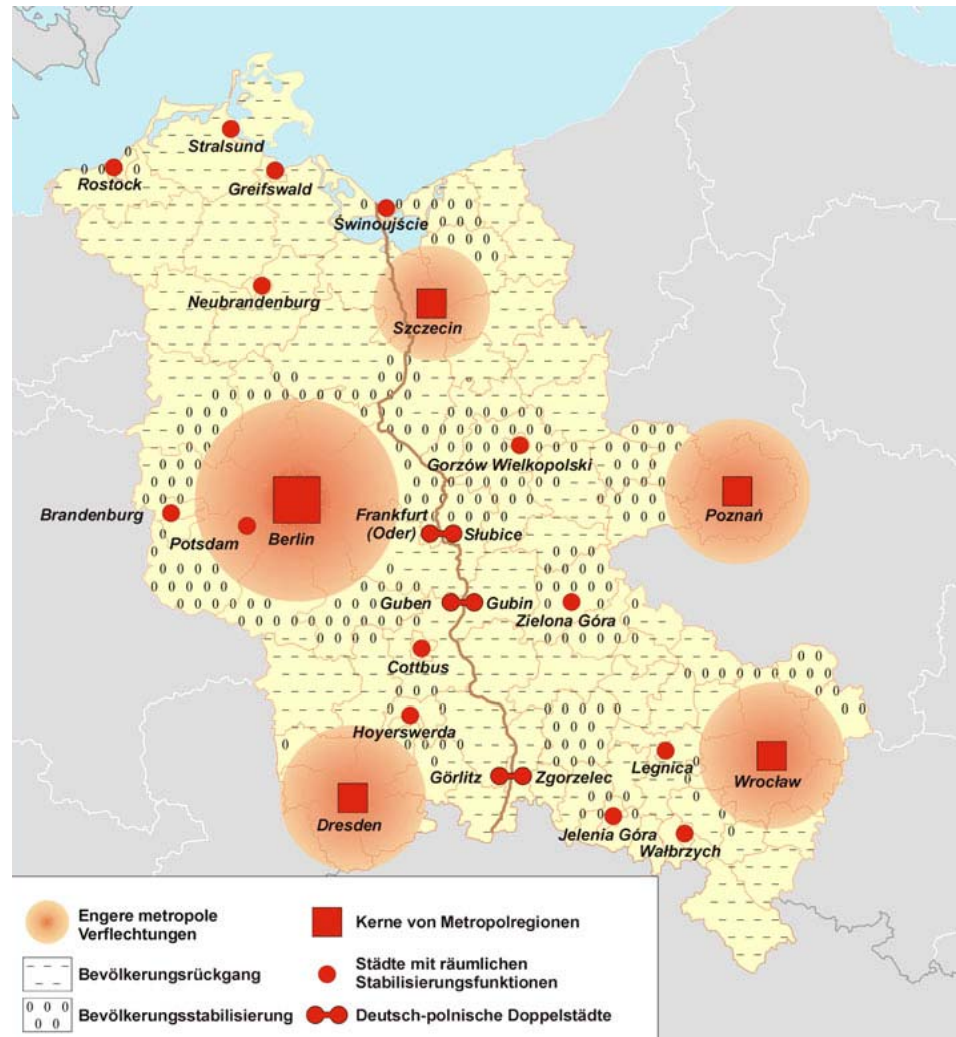 Stralsund
Rostock
Greifswald
Świnoujście
Neubrandenburg
Szczecin
Gorzów Wielkopolski
Brandenburg
Potsdam
Berlin
Frankfurt
(Oder)
Słubice
Poznań
Guben
Gubin
Zielona Góra
Cottbus
Hoyerswerda
Görlitz
Zgorzelec
Legnica
Wrocław
Dresden
Jelenia Góra
Wałbrzych
Engere metropole
Verflechtungen
Kerne von Metropolregionen
Bevölkerungsrückgang
Städte mit räumlichen
Stabilisierungsfunktionen
Bevölkerungsstabilisierung
Deutsch-polnische Doppelstädte